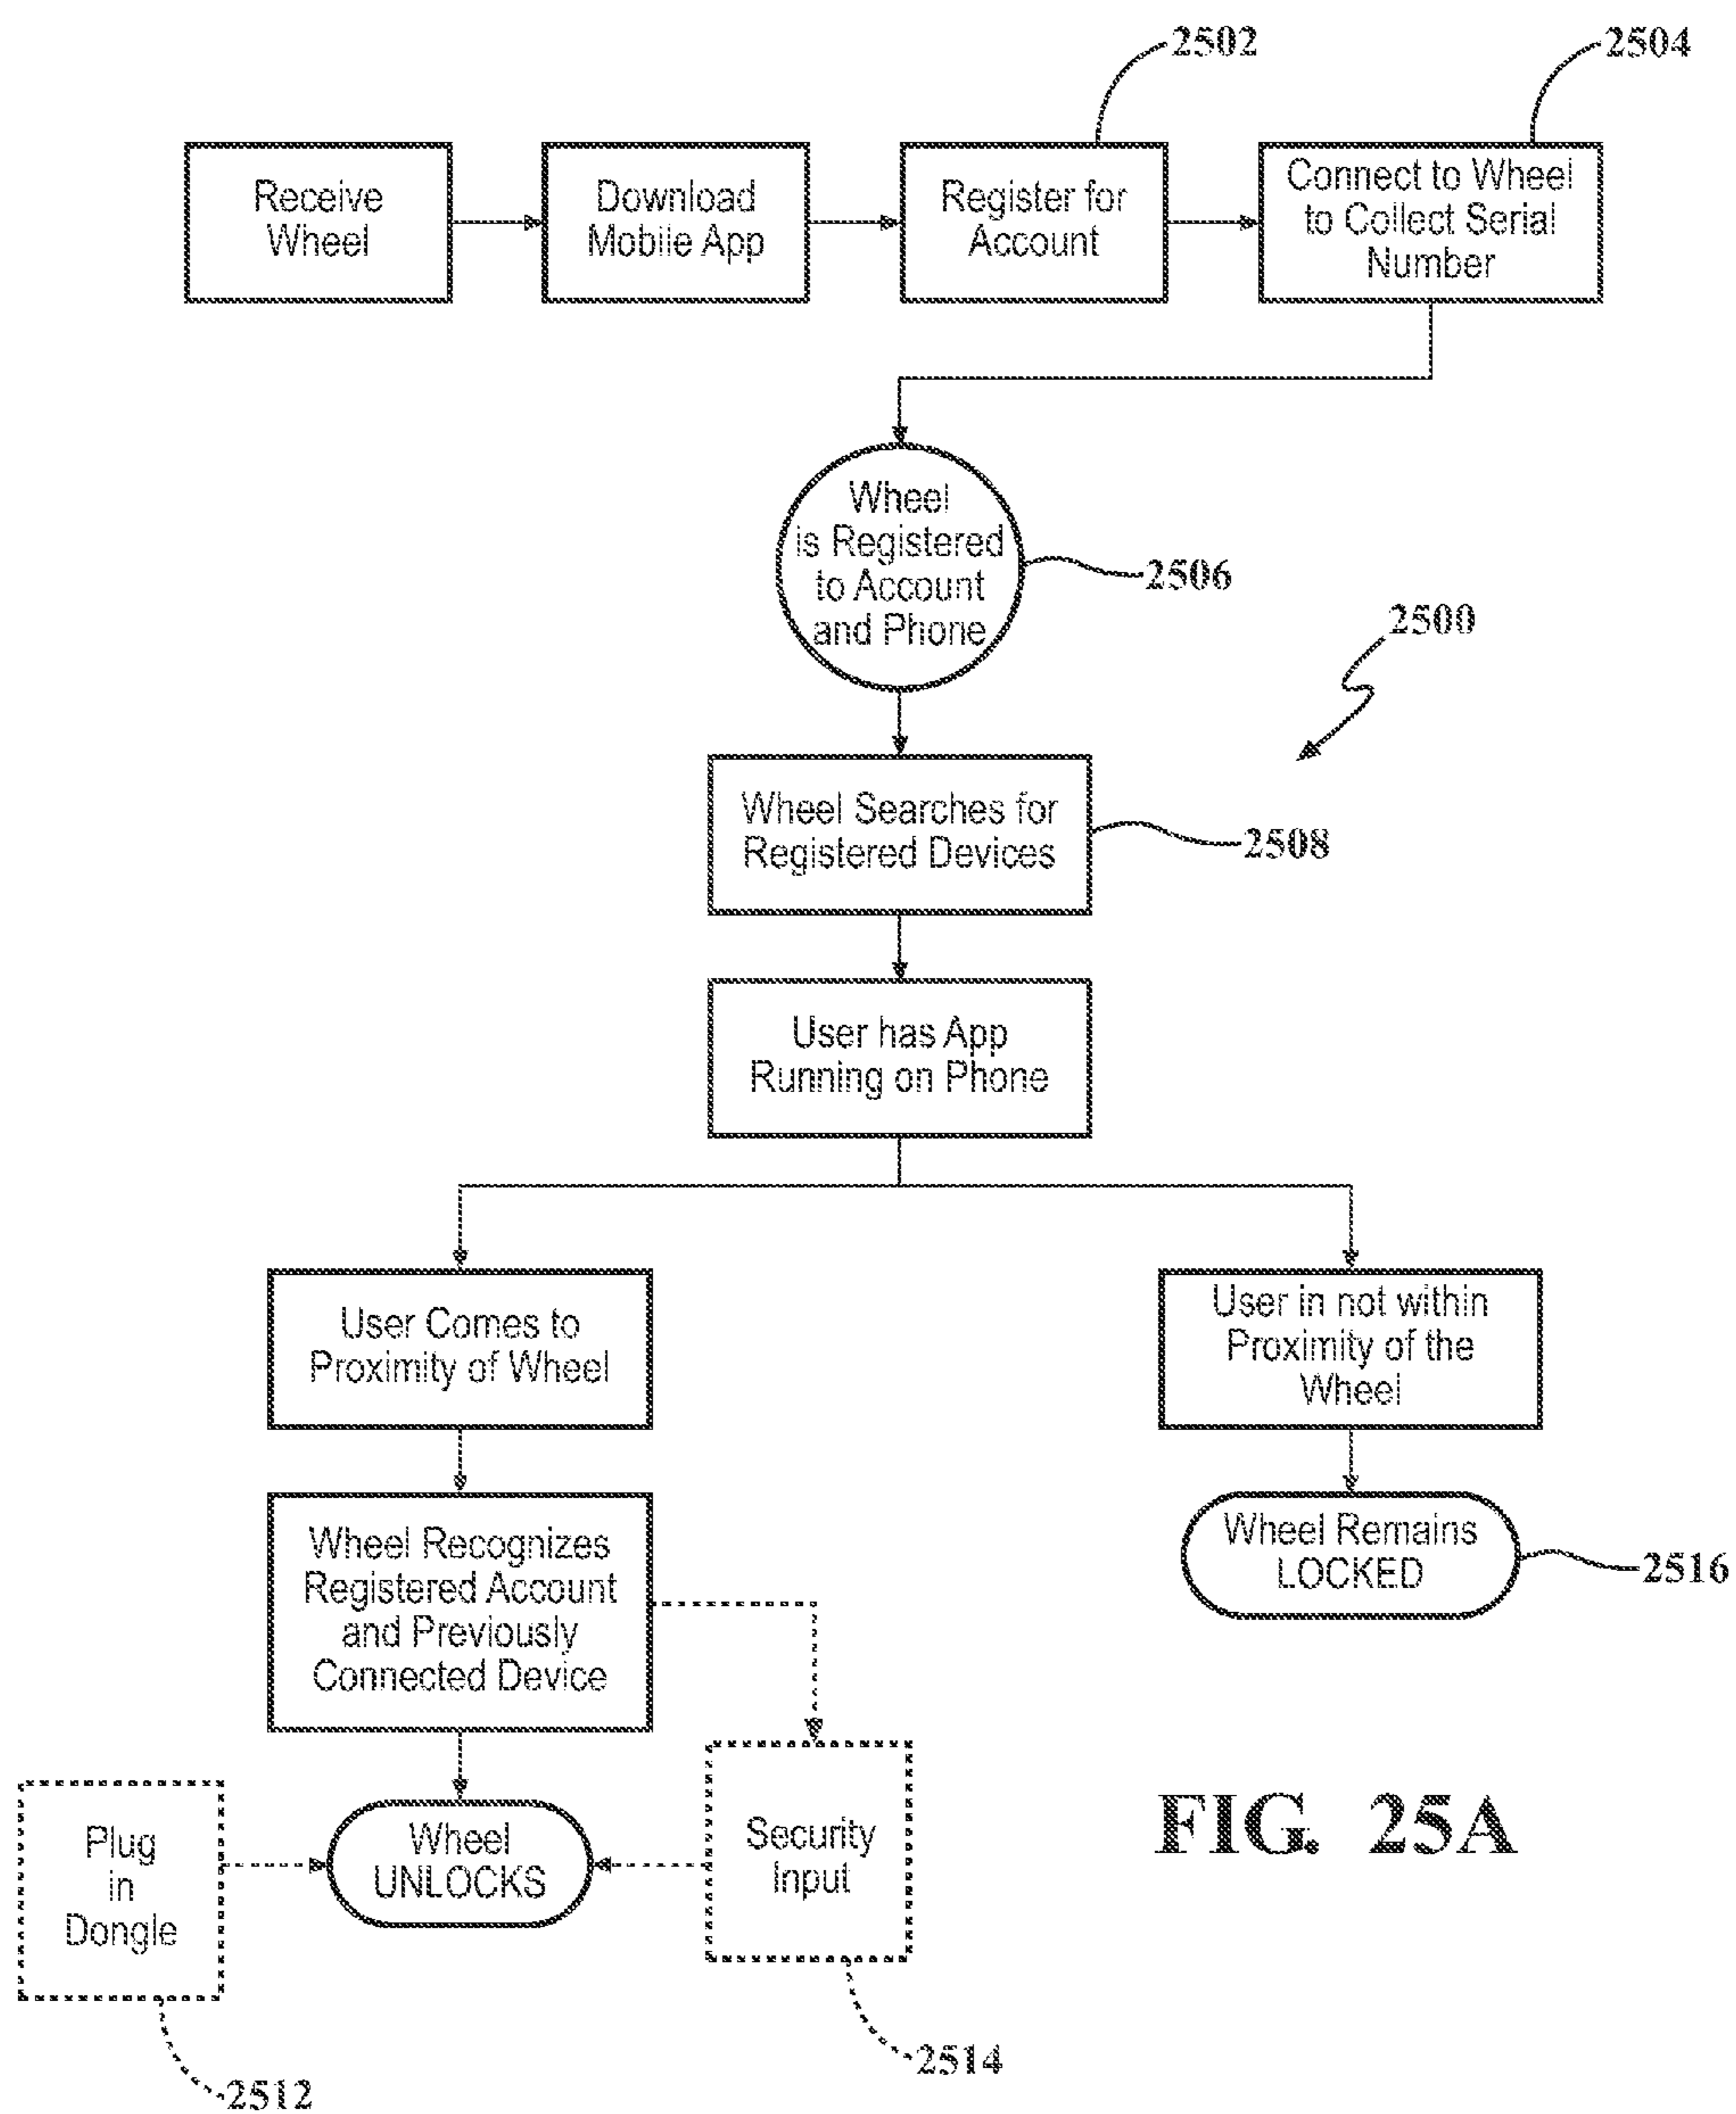 2502
2504
Receive
Wheel
Download
Mobile App
Register for
Account
Connect to Wheel
to Collect Serial
Number
Wheel
is Registered
to Account
and Phone
2506
2500
Wheel Searches for
Registered Devices
2508
User has App
Running on Phone
User Comes to
Proximity of Wheel
User in not within
Proximity of the
Wheel
Wheel Recognizes
Registered Account
and Previously
Connected Device
Wheel Remains
LOCKED
2516
Plug
in
Dongle
Wheel
UNLOCKS
Security
Input
FIG. 25A
2514
2512